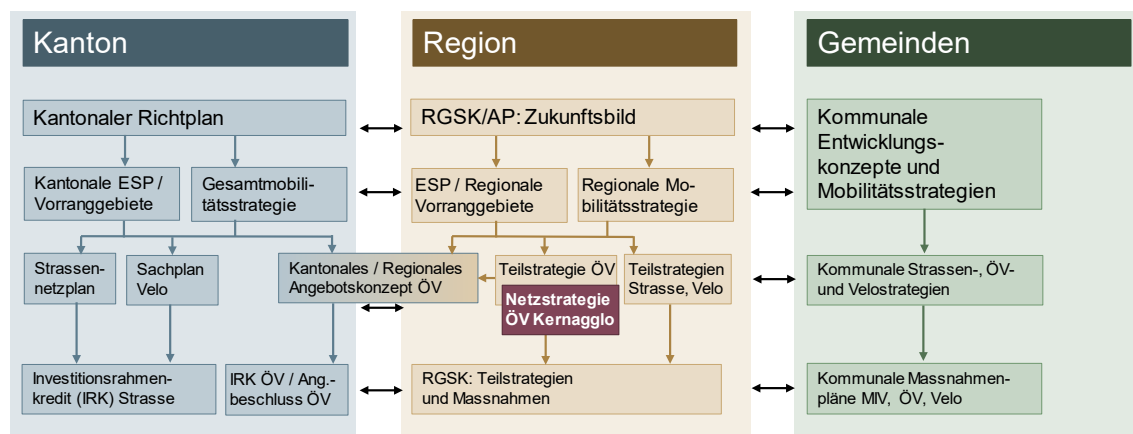 Kanton
Kantonaler Richtplan
Kantonale ESP /
Vorranggebiete
Gesamtmobili-
tätsstrategie
Strassen-
netzplan
Sachplan
Velo
Kantonales / Regionales
Angebotskonzept ÖV
Investitionsrahmen-
kredit (IRK) Strasse
IRK ÖV / Ang.-
beschluss ÖV
Region
RGSK/AP: Zukunftsbild
ESP / Regionale
Vorranggebiete
Regionale Mo-
bilitätsstrategie
Teilstrategie ÖV
Netzstrategie
ÖV Kernagglo
Teilstrategien
Strasse, Velo
RGSK: Teilstrategien
und Massnahmen
Gemeinden
Kommunale
Entwicklungs-
konzepte und
Mobilitätsstrategien
Kommunale Strassen-, ÖV-
und Velostrategien
Kommunale Massnahmen-
pläne MIV, ÖV, Velo